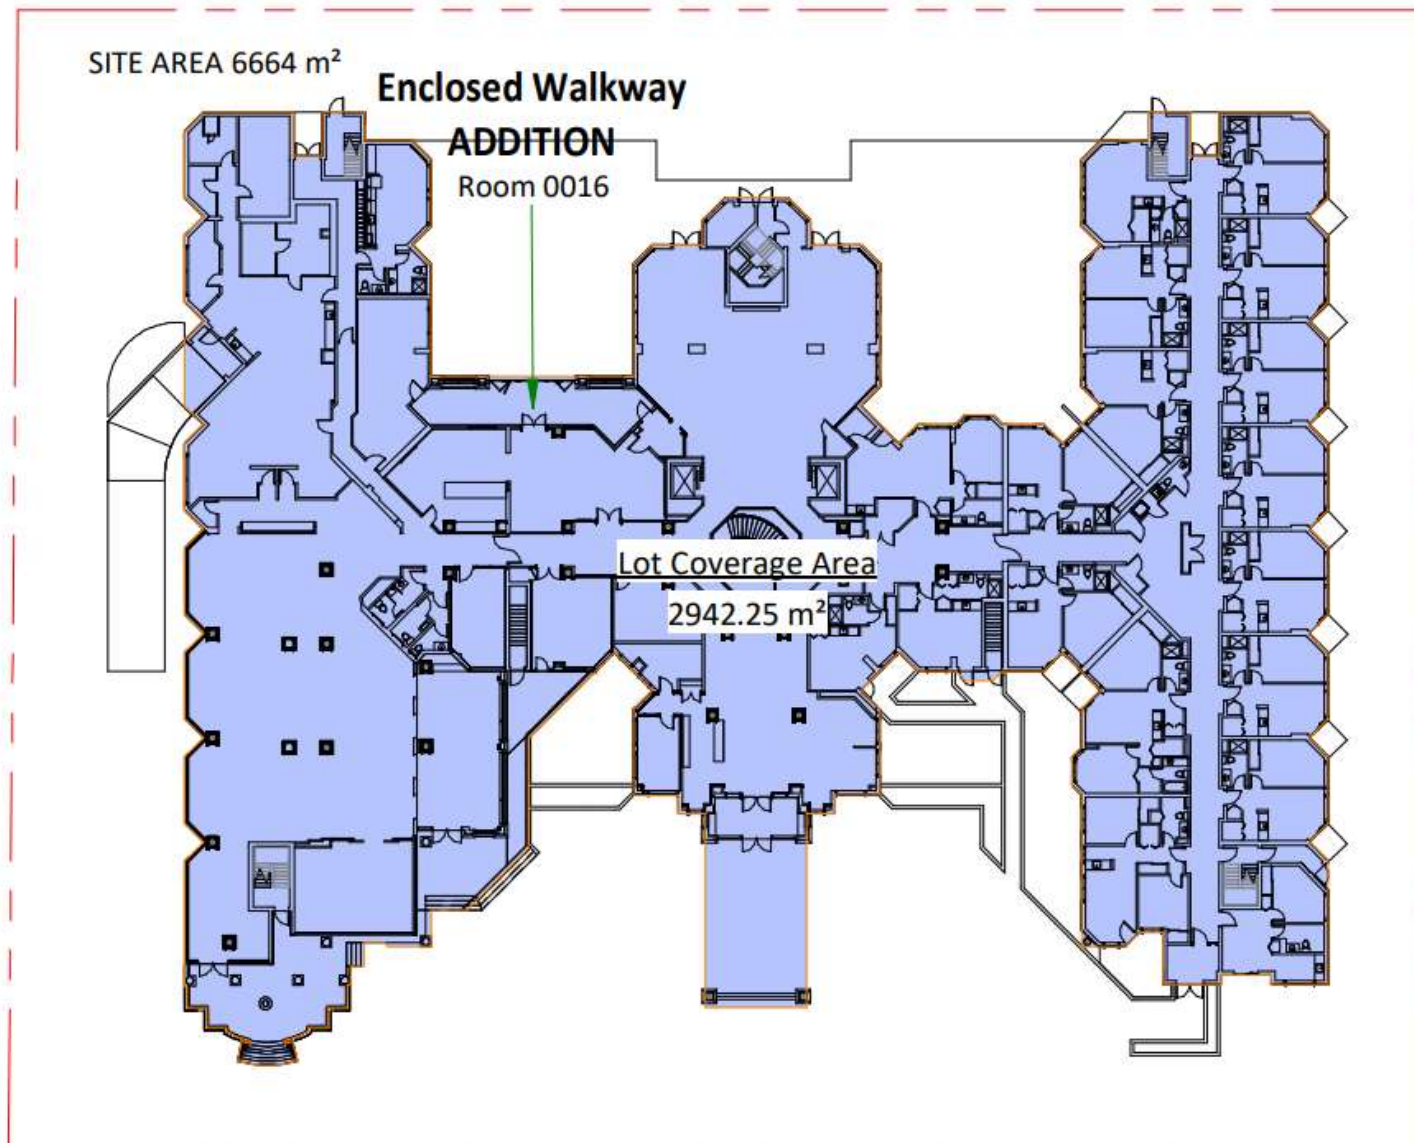 SITE AREA 6664 m²
Enclosed Walkway
ADDITION
Room 0016
Lot Coverage Area
2942.25 m²